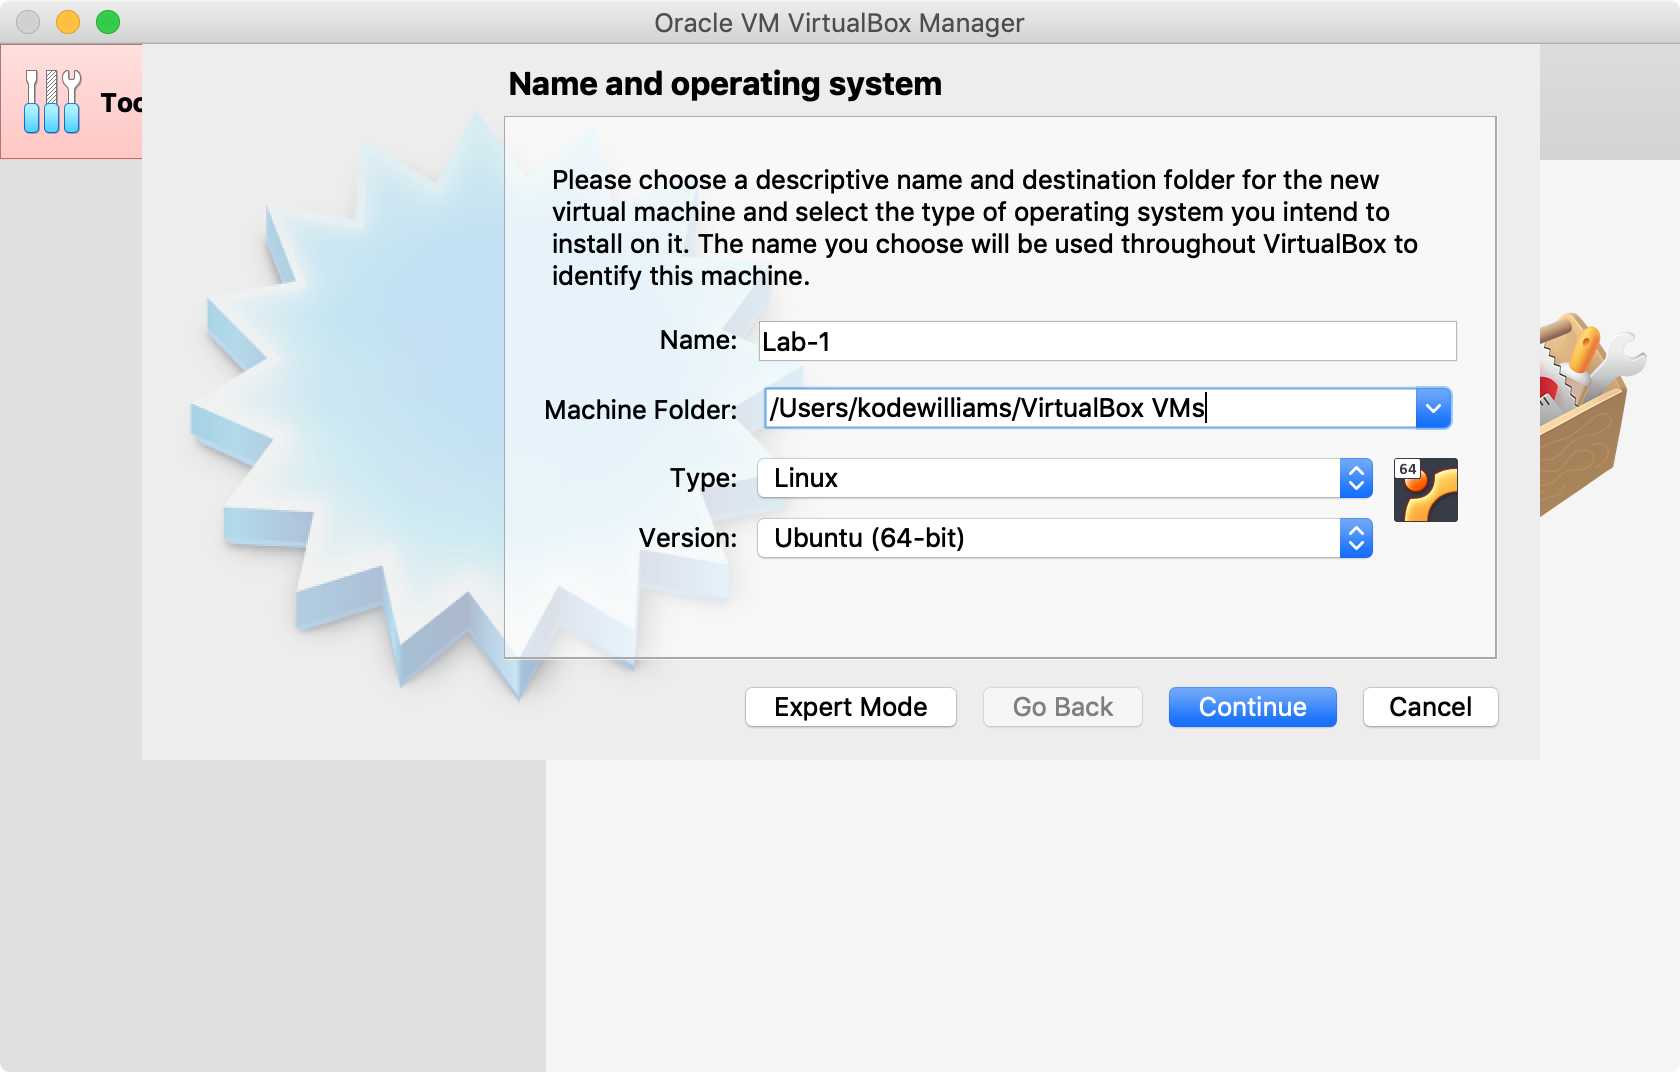 Oracle VM VirtualBox Manager
Too
Name and operating system
Please choose a descriptive name and destination folder for the new
virtual machine and select the type of operating system you intend to
install on it. The name you choose will be used throughout VirtualBox to
identify this machine.
Name: Lab-1
Machine Folder: /Users/kodewilliams/VirtualBox VMs
Type: Linux
64
Version: Ubuntu (64-bit)
Expert Mode Go Back Continue Cancel